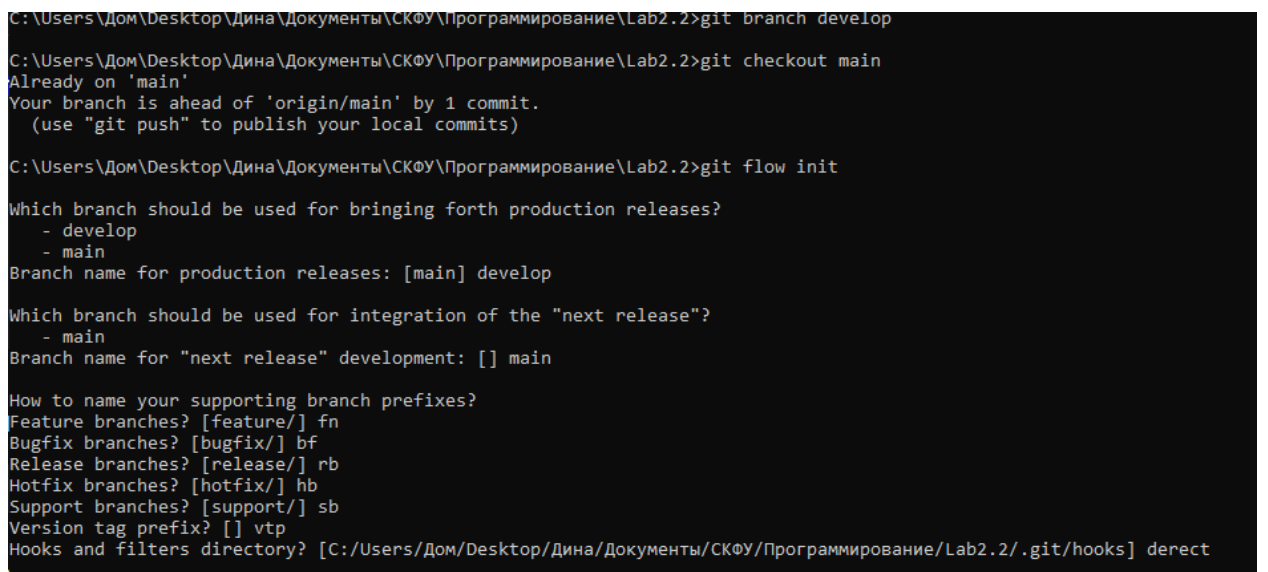 C:\Users\Дом\Desktop\Дина\Документы\СКФУ\Программирование\Lab2.2>git branch develop
C:\Users\Дом\Desktop\Дина\Документы\СКФУ\Программирование\Lab2.2>git checkout main
Already on 'main'
Your branch is ahead of 'origin/main' by 1 commit.
  (use "git push" to publish your local commits)
C:\Users\Дом\Desktop\Дина\Документы\СКФУ\Программирование\Lab2.2>git flow init
Which branch should be used for bringing forth production releases?
   - develop
   - main
Branch name for production releases: [main] develop
Which branch should be used for integration of the "next release"?
   - main
Branch name for "next release" development: [] main
How to name your supporting branch prefixes?
Feature branches? [feature/] fn
Bugfix branches? [bugfix/] bf
Release branches? [release/] rb
Hotfix branches? [hotfix/] hb
Support branches? [support/] sb
Version tag prefix? [] vtp
Hooks and filters directory? [C:/Users/Дом/Desktop/Дина/Документы/СКФУ/Программирование/Lab2.2/.git/hooks] derect